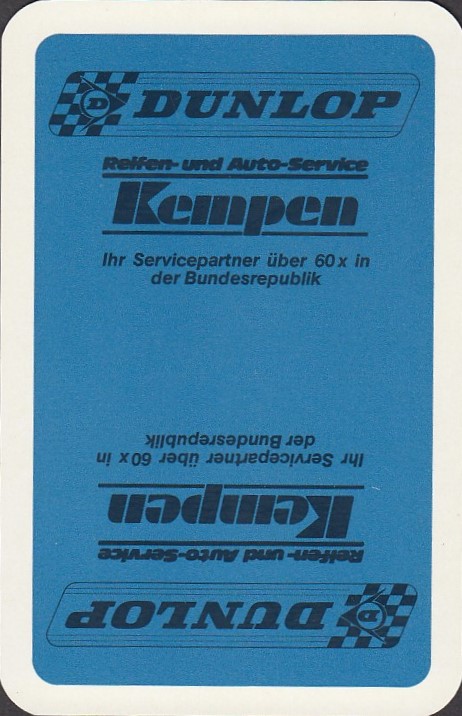 D DUNLOP
Reifen- und Auto-Service
Kempen
Ihr Servicepartner über 60 x in
der Bundesrepublik
Ihr Servicepartner über 60 x in
der Bundesrepublik
Kempen
Reifen- und Auto-Service
D DUNLOP